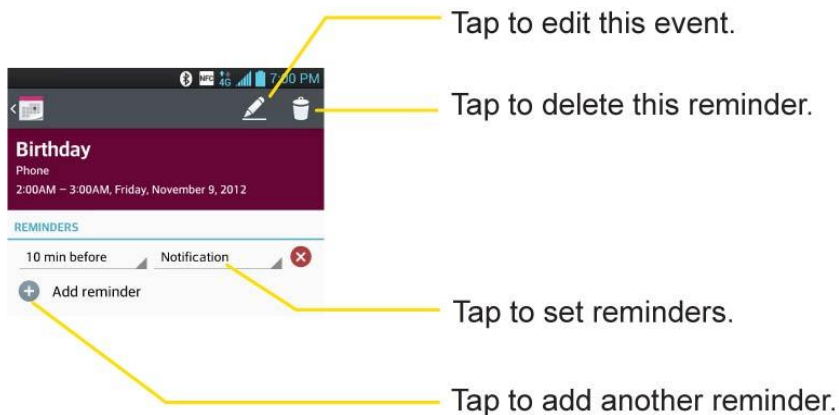 Tap to edit this event.
NFC 4G 7:00 PM
Tap to delete this reminder.
Birthday
Phone
2:00AM – 3:00AM, Friday, November 9, 2012
REMINDERS
10 min before Notification
Add reminder
Tap to set reminders.
Tap to add another reminder.